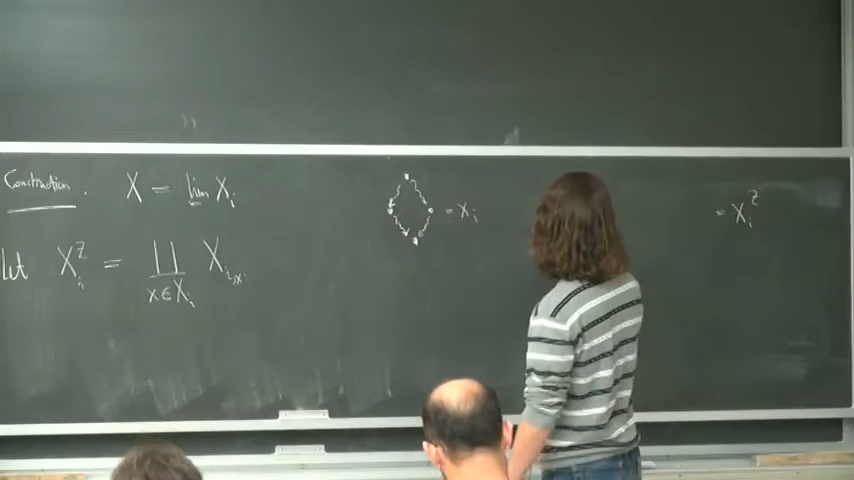 Construction. X = lim X_i
Let X_i^Z = ∐_{x∈X_i} X_{i,x}.
= X_i
= X_i^Z